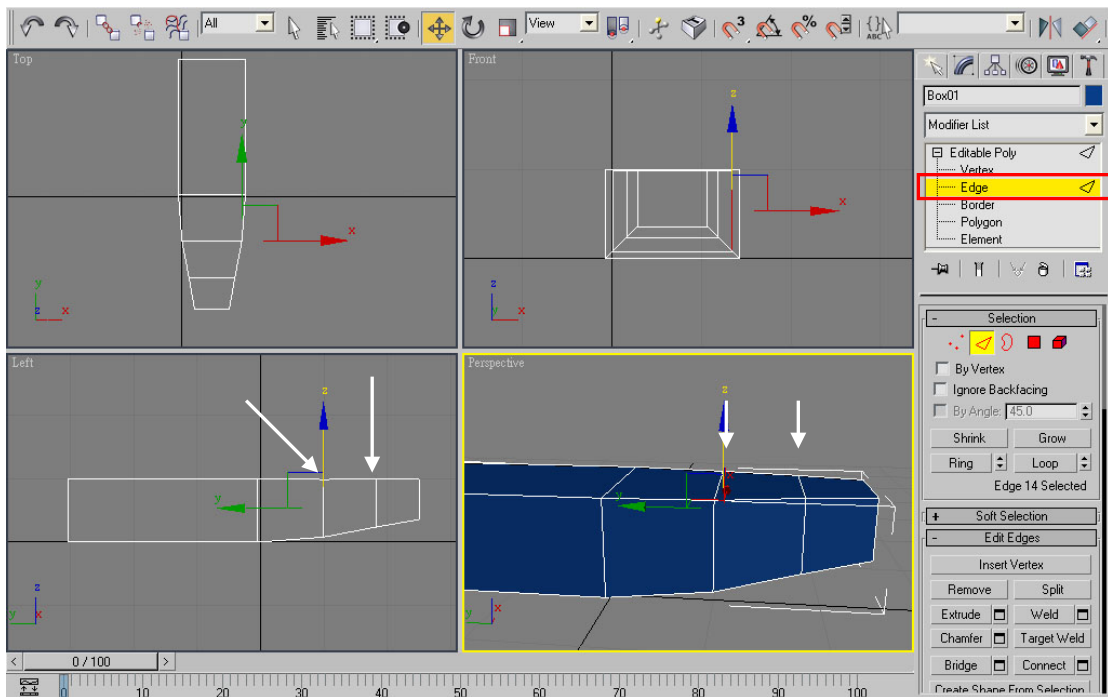 All
View
3
%
ABC
Top
z
y
x
y
z
x
Front
z
x
z
y
x
Left
z
y
z
y
x
Perspective
z
x
y
z
y
x
Box01
Modifier List
Editable Poly
Vertex
Edge
Border
Polygon
Element
- Selection
By Vertex
Ignore Backfacing
By Angle: 45.0
Shrink Grow
Ring Loop
Edge 14 Selected
+ Soft Selection
- Edit Edges
Insert Vertex
Remove Split
Extrude Weld
Chamfer Target Weld
Bridge Connect
Create Shape From Selection
< 0 / 100 >
0 10 20 30 40 50 60 70 80 90 100